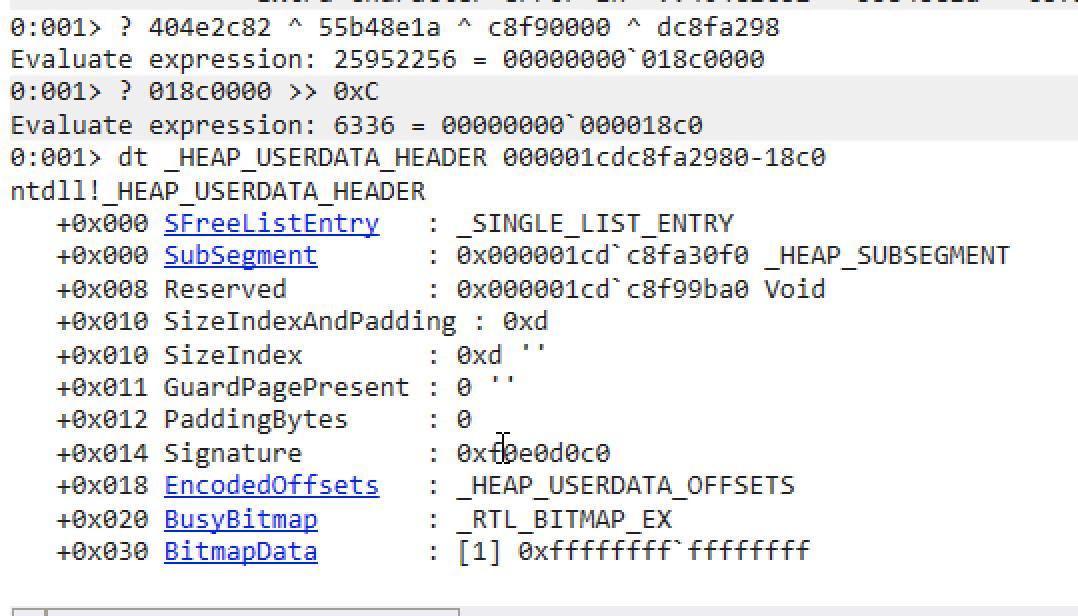 0:001> ? 404e2c82 ^ 55b48e1a ^ c8f90000 ^ dc8fa298
Evaluate expression: 25952256 = 00000000`018c0000
0:001> ? 018c0000 >> 0xC
Evaluate expression: 6336 = 00000000`000018c0
0:001> dt _HEAP_USERDATA_HEADER 000001cdc8fa2980-18c0
ntdll!_HEAP_USERDATA_HEADER
+0x000 SFreeListEntry : _SINGLE_LIST_ENTRY
+0x000 SubSegment : 0x000001cd`c8fa30f0 _HEAP_SUBSEGMENT
+0x008 Reserved : 0x000001cd`c8f99ba0 Void
+0x010 SizeIndexAndPadding : 0xd
+0x010 SizeIndex : 0xd ''
+0x011 GuardPagePresent : 0 ''
+0x012 PaddingBytes : 0
+0x014 Signature : 0xf0e0d0c0
+0x018 EncodedOffsets : _HEAP_USERDATA_OFFSETS
+0x020 BusyBitmap : _RTL_BITMAP_EX
+0x030 BitmapData : [1] 0xffffffff`ffffffff